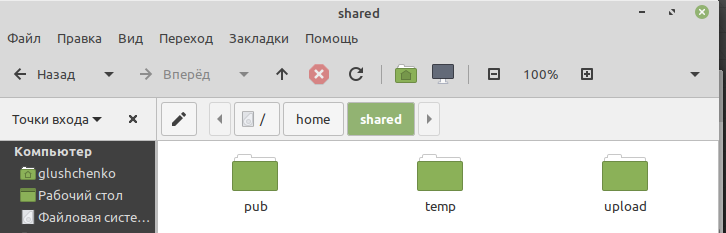 shared
Файл Правка Вид Переход Закладки Помощь
Назад Вперёд 100%
Точки входа / home shared
Компьютер
glushchenko
Рабочий стол
Файловая систе...
pub temp upload